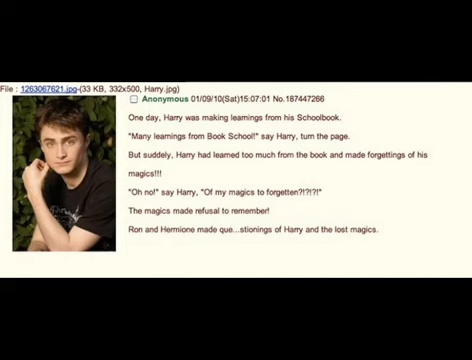 File : 1263067621.jpg-(33 KB, 332x500, Harry.jpg)
Anonymous 01/09/10(Sat)15:07:01 No.187447266
One day, Harry was making learnings from his Schoolbook.
"Many learnings from Book School!" say Harry, turn the page.
But suddely, Harry had learned too much from the book and made forgettings of his
magics!!!
"Oh no!" say Harry, "Of my magics to forgetten?!?!?!"
The magics made refusal to remember!
Ron and Hermione made que...stionings of Harry and the lost magics.